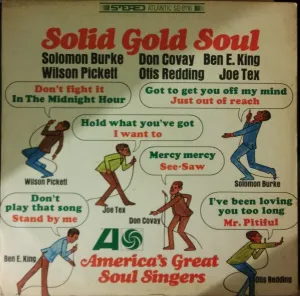 STEREO ATLANTIC SD 8116
Solid Gold Soul
Solomon Burke Don Covay Ben E. King
Wilson Pickett Otis Redding Joe Tex
Don't fight it
In The Midnight Hour
Got to get you off my mind
Just out of reach
Hold what you've got
I want to
Mercy mercy
See-Saw
Wilson Pickett
Solomon Burke
Don't
play that song
Stand by me
Joe Tex
Don Covay
I've been loving
you too long
Mr. Pitiful
Ben E. King
America's Great
Soul Singers
Otis Redding